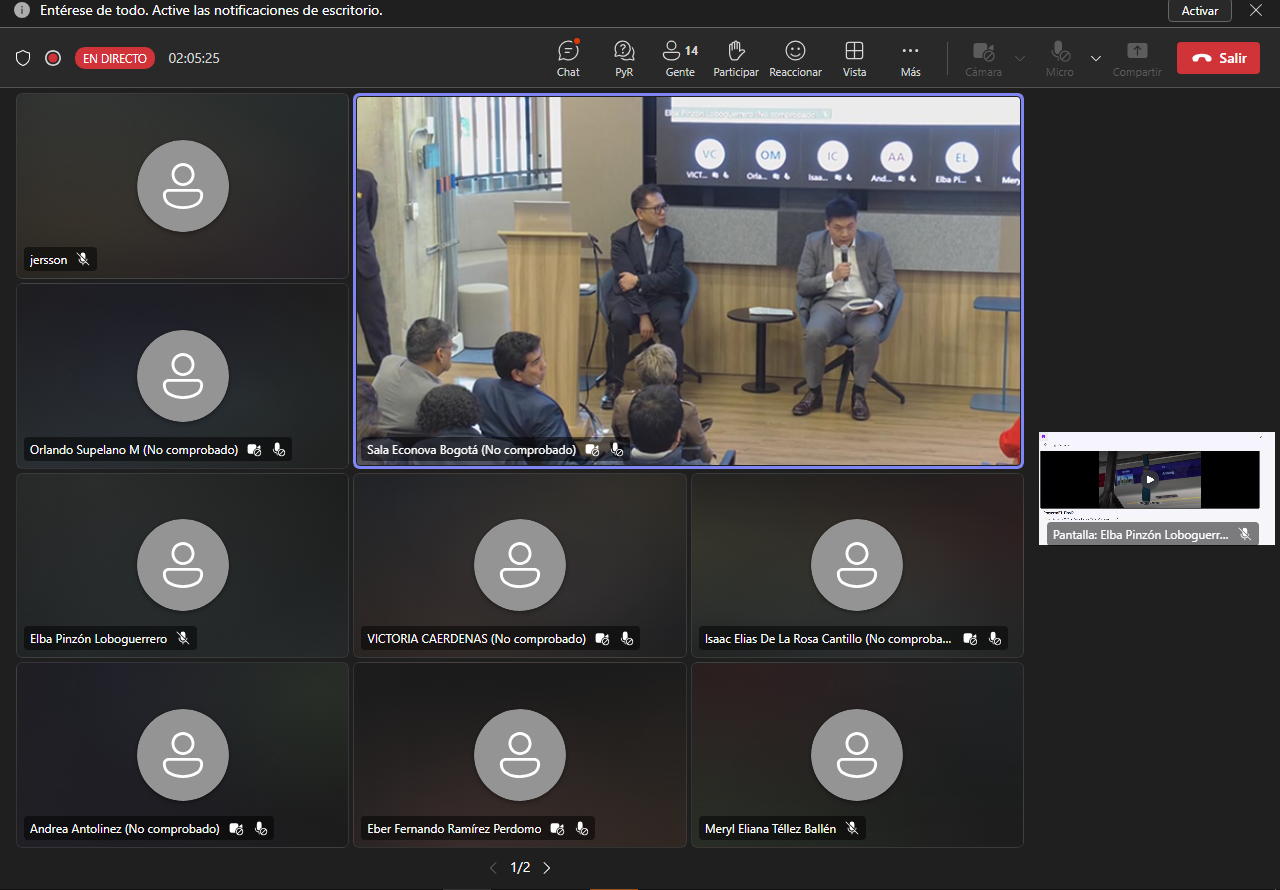 Entérese de todo. Active las notificaciones de escritorio.
Activar
EN DIRECTO
02:05:25
Chat
PyR
14
Gente
Participar
Reaccionar
Vista
Más
Cámara
Micro
Compartir
Salir
jersson
VC
OM
IC
AA
EL
VICT...
Orla...
Isaa...
And...
Elba Pi...
Orlando Supelano M (No comprobado)
Sala Econova Bogotá (No comprobado)
Pantalla: Elba Pinzón Loboguerr...
Elba Pinzón Loboguerrero
VICTORIA CAERDENAS (No comprobado)
Isaac Elias De La Rosa Cantillo (No comproba...
Andrea Antolinez (No comprobado)
Eber Fernando Ramírez Perdomo
Meryl Eliana Téllez Ballén
1/2